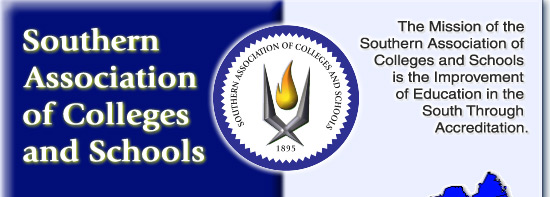 Southern
Association
of Colleges
and Schools
SOUTHERN ASSOCIATION OF COLLEGES AND SCHOOLS
1895
The Mission of the
Southern Association of
Colleges and Schools
is the Improvement
of Education in the
South Through
Accreditation.